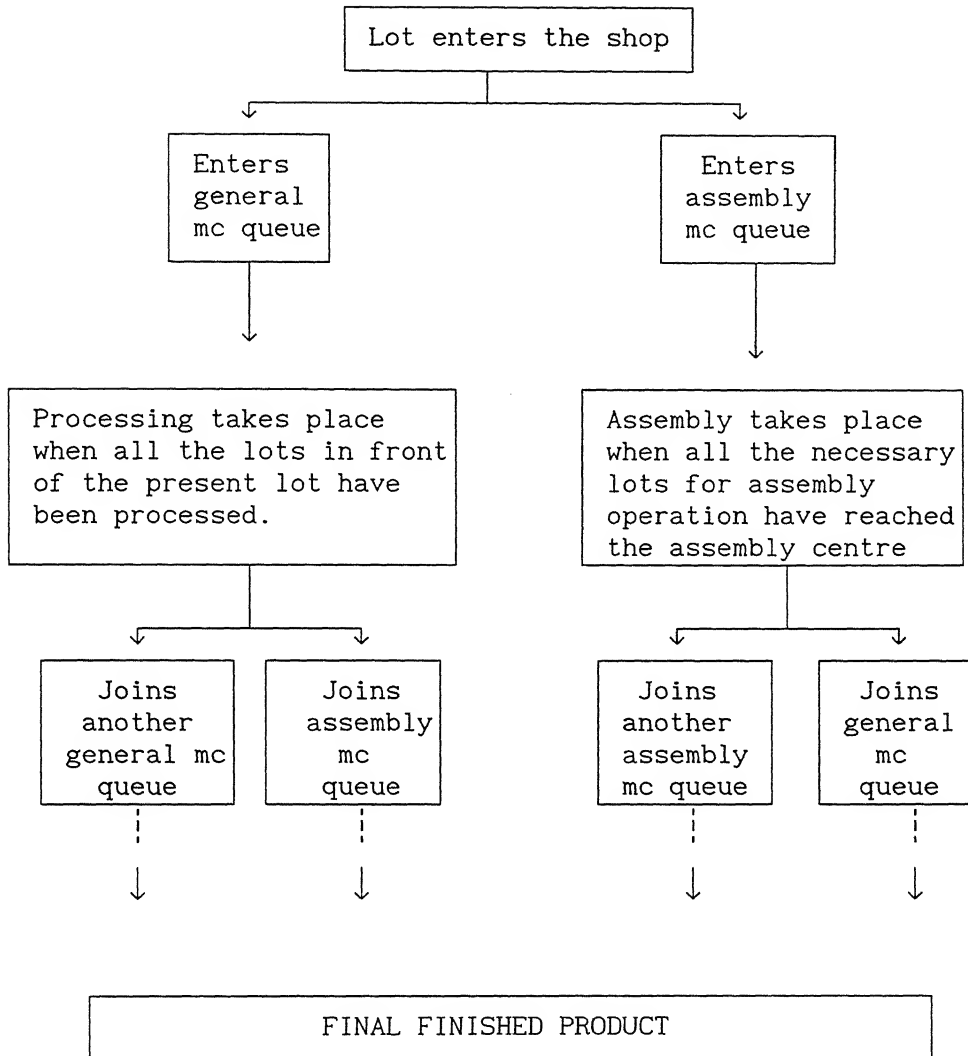 Lot enters the shop
Enters
general
mc queue
Enters
assembly
mc queue
Processing takes place
when all the lots in front
of the present lot have
been processed.
Assembly takes place
when all the necessary
lots for assembly
operation have reached
the assembly centre
Joins
another
general mc
queue
Joins
assembly
mc
queue
Joins
another
assembly
mc queue
Joins
general
mc
queue
FINAL FINISHED PRODUCT